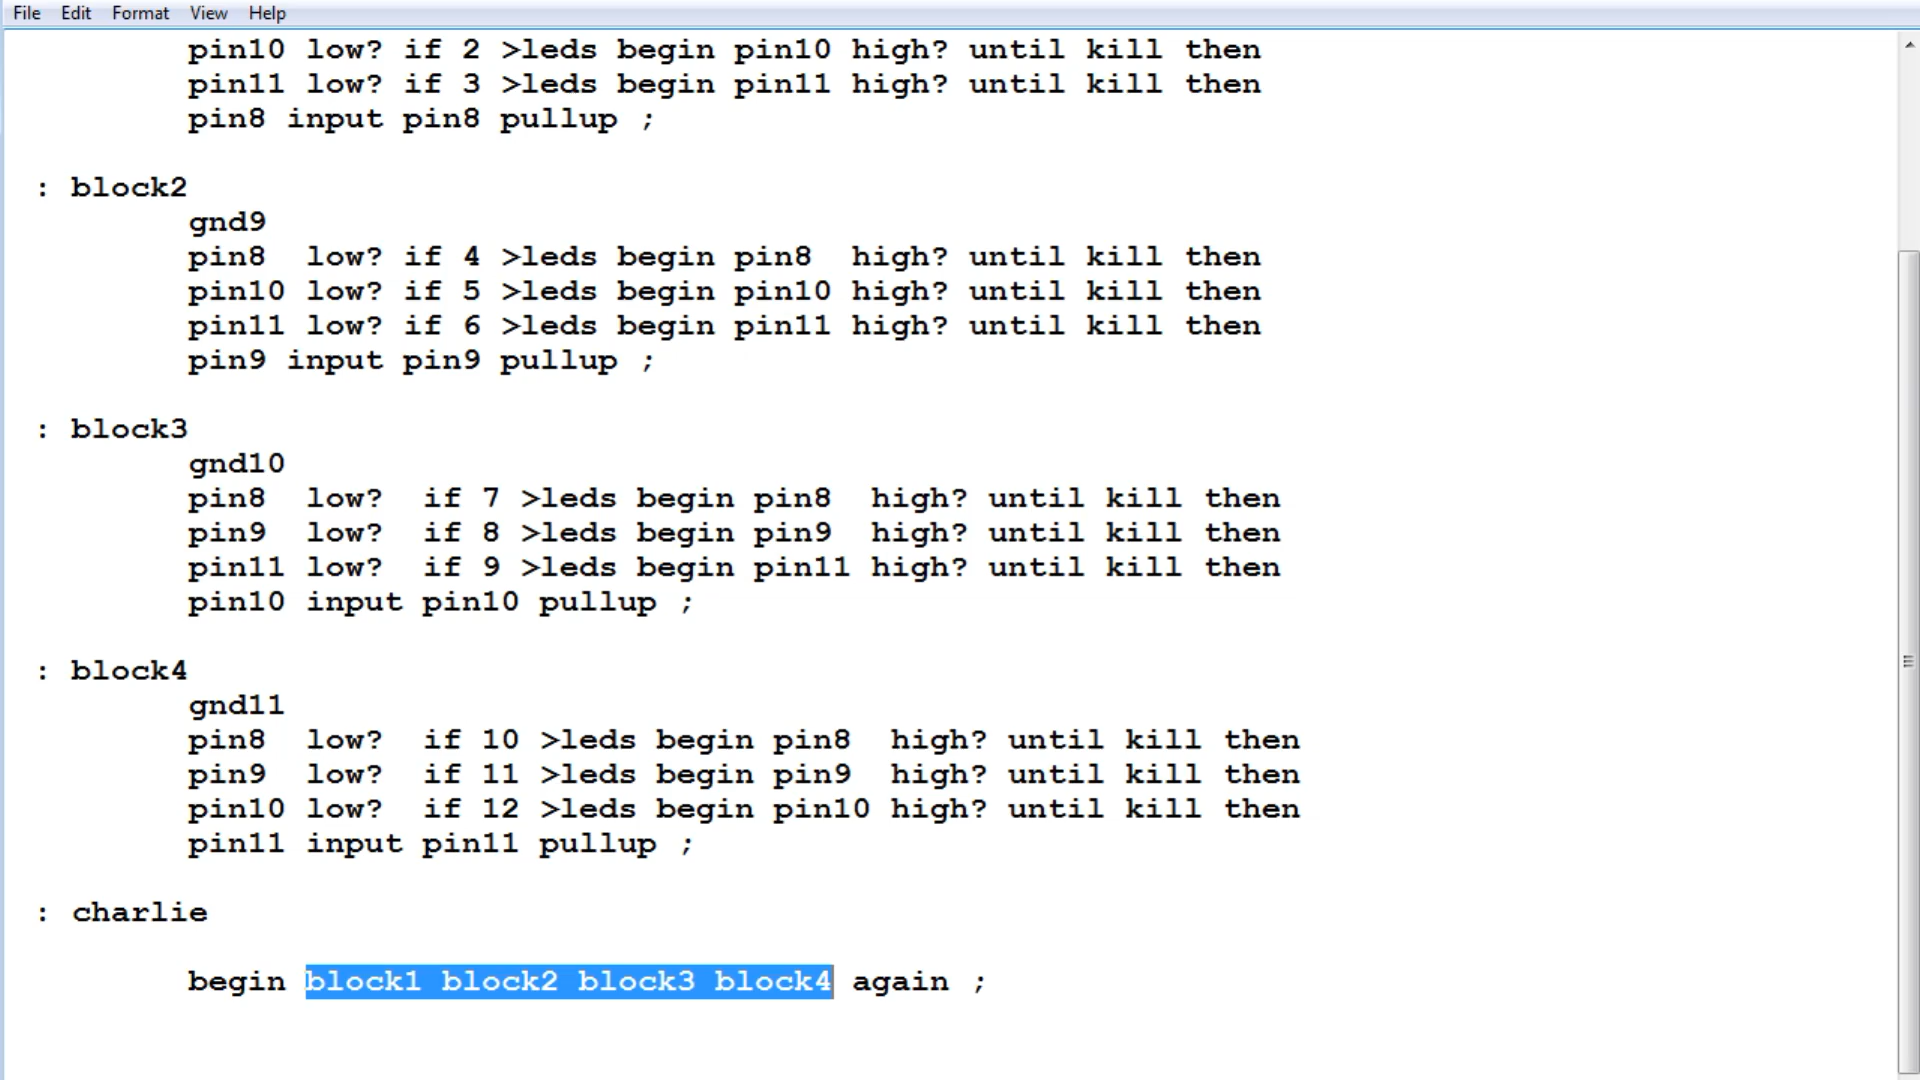 File Edit Format View Help
pin10 low? if 2 >leds begin pin10 high? until kill then
pin11 low? if 3 >leds begin pin11 high? until kill then
pin8 input pin8 pullup ;
: block2
gnd9
pin8 low? if 4 >leds begin pin8 high? until kill then
pin10 low? if 5 >leds begin pin10 high? until kill then
pin11 low? if 6 >leds begin pin11 high? until kill then
pin9 input pin9 pullup ;
: block3
gnd10
pin8 low? if 7 >leds begin pin8 high? until kill then
pin9 low? if 8 >leds begin pin9 high? until kill then
pin11 low? if 9 >leds begin pin11 high? until kill then
pin10 input pin10 pullup ;
: block4
gnd11
pin8 low? if 10 >leds begin pin8 high? until kill then
pin9 low? if 11 >leds begin pin9 high? until kill then
pin10 low? if 12 >leds begin pin10 high? until kill then
pin11 input pin11 pullup ;
: charlie
begin block1 block2 block3 block4 again ;